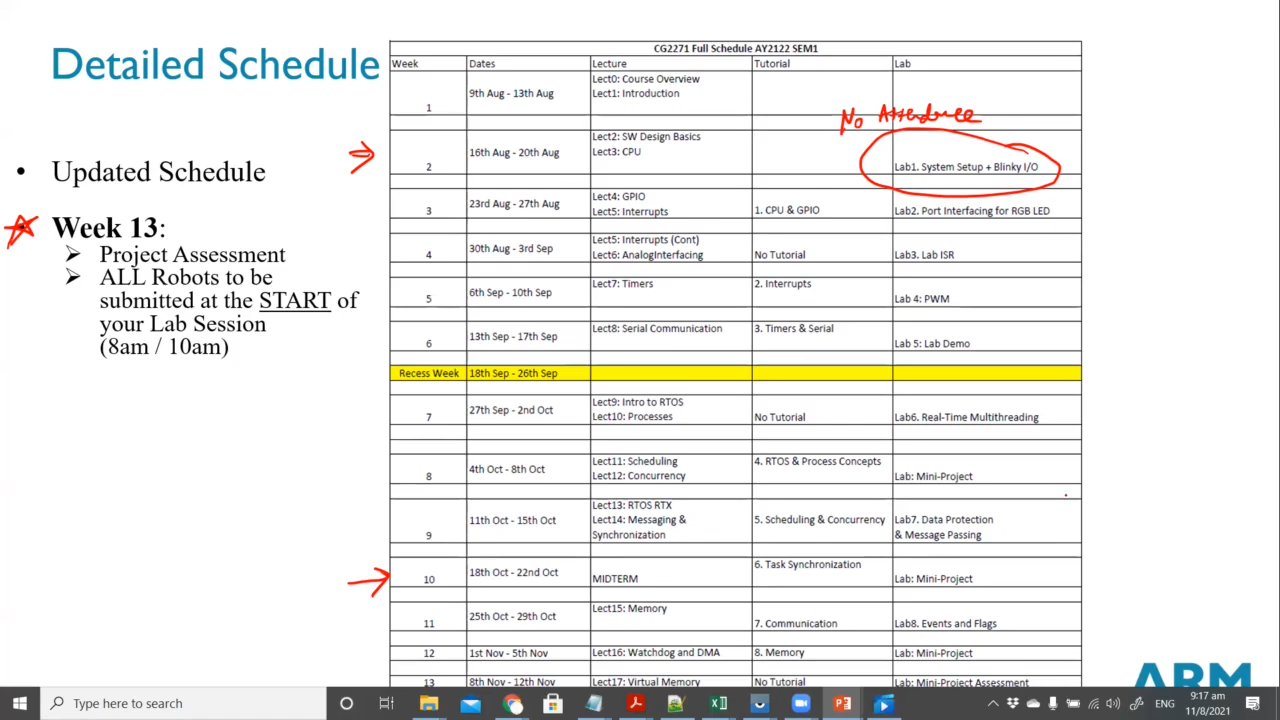 Detailed Schedule
• Updated Schedule
Week 13:
Project Assessment
ALL Robots to be
submitted at the START of
your Lab Session
(8am / 10am)
CG2271 Full Schedule AY2122 SEM1
Week Dates Lecture Tutorial Lab
1 9th Aug - 13th Aug Lect0: Course Overview
Lect1: Introduction
No Attendance
2 16th Aug - 20th Aug Lect2: SW Design Basics
Lect3: CPU Lab1. System Setup + Blinky I/O
3 23rd Aug - 27th Aug Lect4: GPIO
Lect5: Interrupts 1. CPU & GPIO Lab2. Port Interfacing for RGB LED
4 30th Aug - 3rd Sep Lect5: Interrupts (Cont)
Lect6: AnalogInterfacing No Tutorial Lab3. Lab ISR
5 6th Sep - 10th Sep Lect7: Timers 2. Interrupts Lab 4: PWM
6 13th Sep - 17th Sep Lect8: Serial Communication 3. Timers & Serial Lab 5: Lab Demo
Recess Week 18th Sep - 26th Sep
7 27th Sep - 2nd Oct Lect9: Intro to RTOS
Lect10: Processes No Tutorial Lab6. Real-Time Multithreading
8 4th Oct - 8th Oct Lect11: Scheduling
Lect12: Concurrency 4. RTOS & Process Concepts Lab: Mini-Project
9 11th Oct - 15th Oct Lect13: RTOS RTX
Lect14: Messaging & 5. Scheduling & Concurrency Lab7. Data Protection
Synchronization & Message Passing
10 18th Oct - 22nd Oct MIDTERM 6. Task Synchronization Lab: Mini-Project
11 25th Oct - 29th Oct Lect15: Memory 7. Communication Lab8. Events and Flags
12 1st Nov - 5th Nov Lect16: Watchdog and DMA 8. Memory Lab: Mini-Project
13 8th Nov - 12th Nov Lect17: Virtual Memory No Tutorial Lab: Mini-Project Assessment
ARM
Type here to search
ENG
9:17 am
11/8/2021